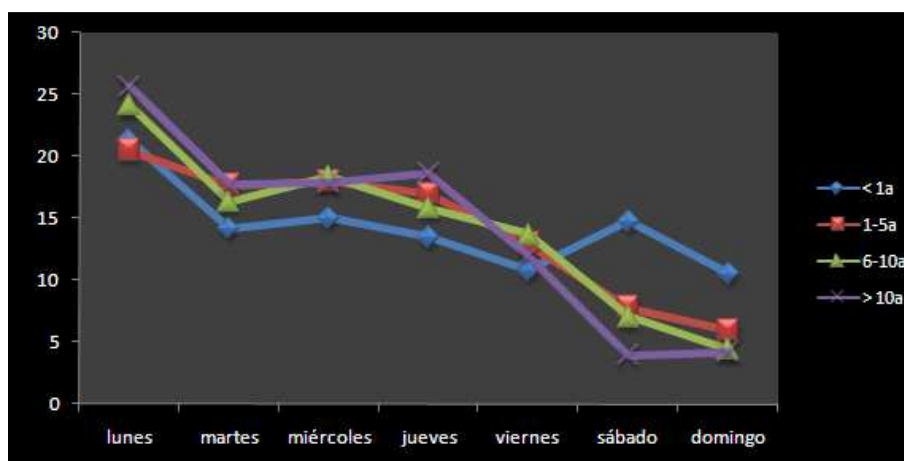 30
25
20
15
10
5
0
lunes martes miércoles jueves viernes sábado domingo
< 1a
1-5a
6-10a
> 10a